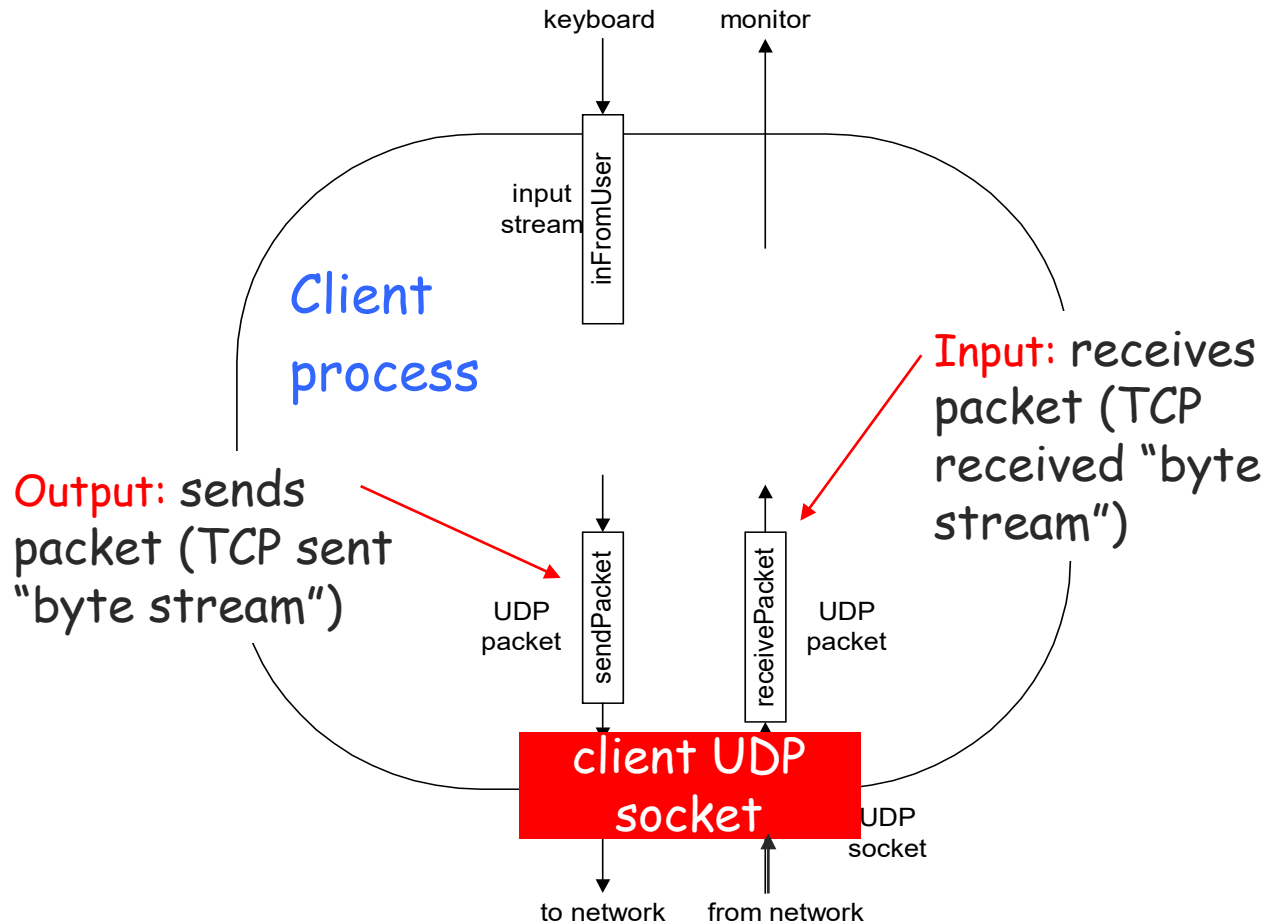 keyboard
monitor
input
stream
inFromUser
Client
process
Input: receives
packet (TCP
received “byte
stream”)
Output: sends
packet (TCP sent
“byte stream”)
UDP
packet
sendPacket
receivePacket
UDP
packet
client UDP
socket
UDP
socket
to network
from network